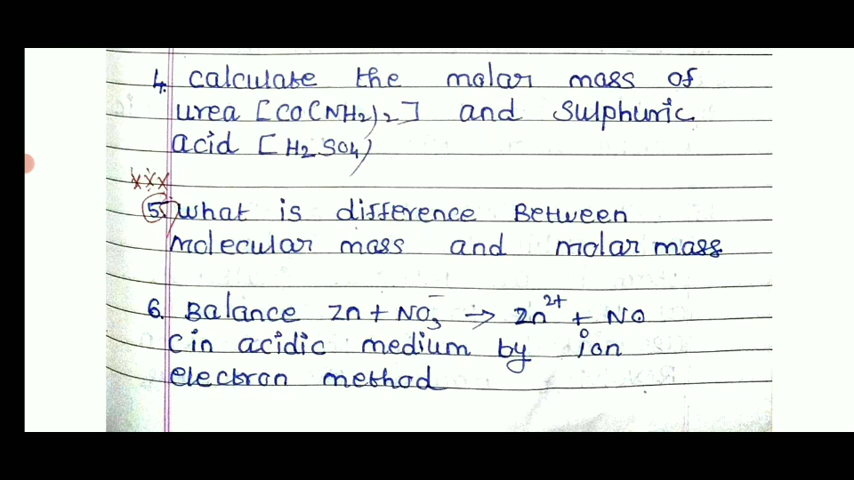 4. calculate the molar mass of
urea [CO(NH2)2] and Sulphuric
acid [H2SO4)
xxx
5. What is difference Between
molecular mass and molar mass
6. Balance Zn + NO3⁻ → Zn²⁺ + NO
Cin acidic medium by ion
electron method